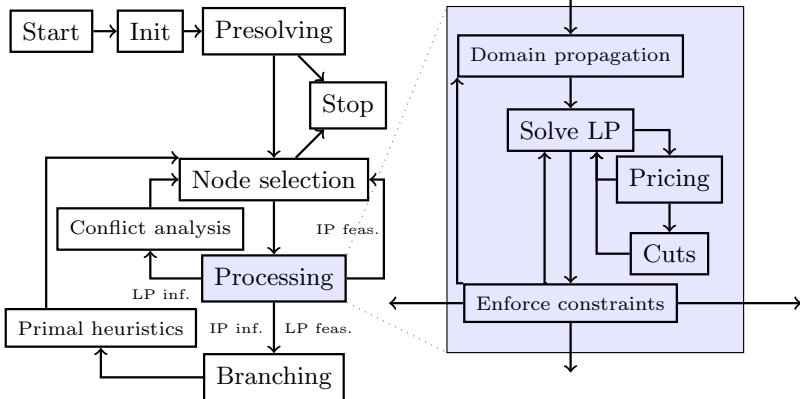 Start
Init
Presolving
Stop
Node selection
Conflict analysis
IP feas.
Processing
LP inf.
Primal heuristics
IP inf.
LP feas.
Branching
Domain propagation
Solve LP
Pricing
Cuts
Enforce constraints